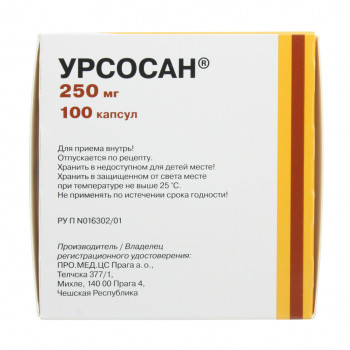 УРСОСАН®
250 мг
100 капсул
Для приема внутрь!
Отпускается по рецепту.
Хранить в недоступном для детей месте!
Хранить в защищенном от света месте
при температуре не выше 25 °С.
Не применять по истечении срока годности!
РУ П N016302/01
Производитель / Владелец
регистрационного удостоверения:
ПРО.МЕД.ЦС Прага а. о.,
Телчска 377/1,
Михле, 140 00 Прага 4,
Чешская Республика